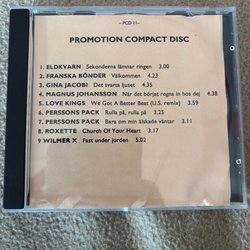 – PCD 11–
PROMOTION COMPACT DISC
1. ELDKVARN Sekonderna lämnar ringen 3.00
2. FRANSKA BÖNDER Välkommen 4.23
3. GINA JACOBI Det svarta ljuset 4.35
4. MAGNUS JOHANSSON När det börjat regna in hos dej 4.38
5. LOVE KINGS We Got A Better Beat (U.S. remix) 3.59
6. PERSSONS PACK Rulla på, rulla på 3.25
7. PERSSONS PACK Bara om min älskade väntar 3.11
8. ROXETTE Church Of Your Heart 3.17
9 WILMER X Fast under jorden 5.02